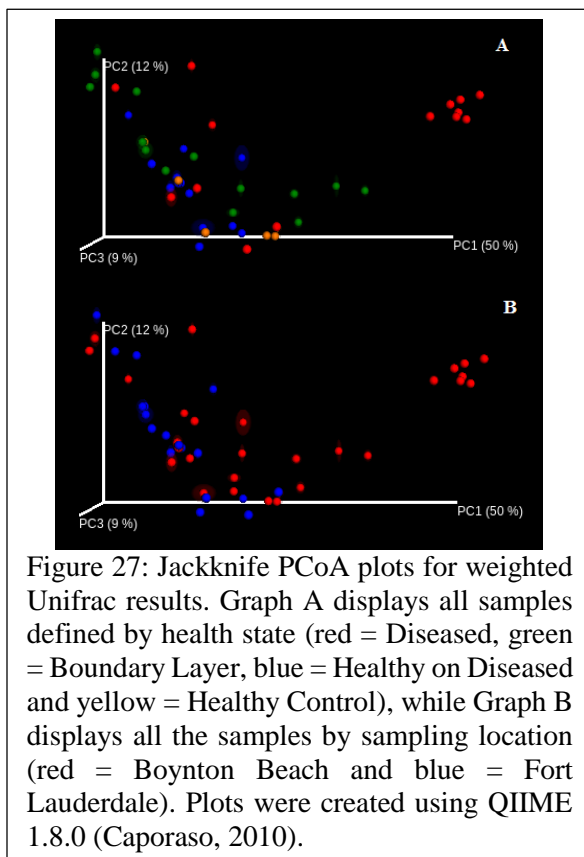 A
PC2 (12 %)
PC1 (50 %)
PC3 (9 %)
B
PC2 (12 %)
PC1 (50 %)
PC3 (9 %)
Figure 27: Jackknife PCoA plots for weighted
Unifrac results. Graph A displays all samples
defined by health state (red = Diseased, green
= Boundary Layer, blue = Healthy on Diseased
and yellow = Healthy Control), while Graph B
displays all the samples by sampling location
(red = Boynton Beach and blue = Fort
Lauderdale). Plots were created using QIIME
1.8.0 (Caporaso, 2010).